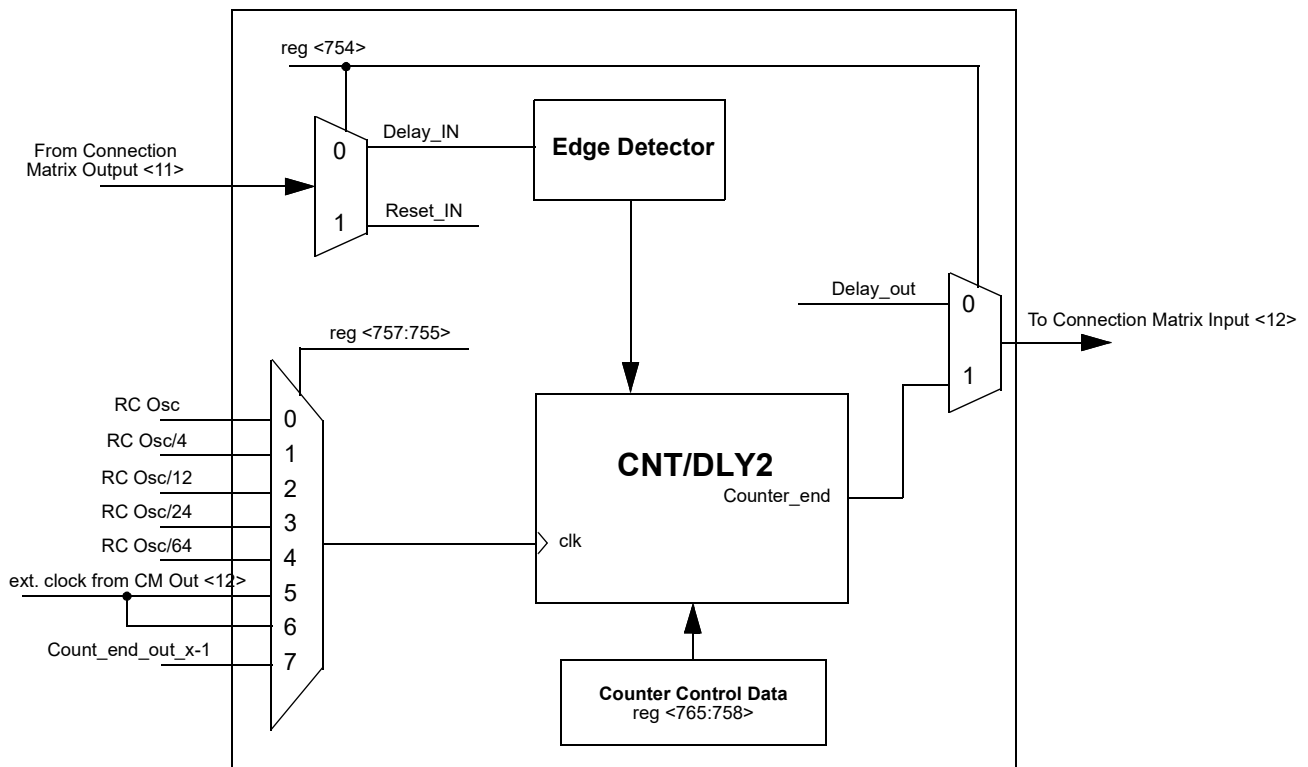 reg <754>
From Connection
Matrix Output <11>
0
1
Delay_IN
Reset_IN
Edge Detector
Delay_out
0
1
To Connection Matrix Input <12>
reg <757:755>
RC Osc
0
RC Osc/4
1
RC Osc/12
2
RC Osc/24
3
RC Osc/64
4
ext. clock from CM Out <12>
5
6
Count_end_out_x-1
7
CNT/DLY2
Counter_end
clk
Counter Control Data
reg <765:758>